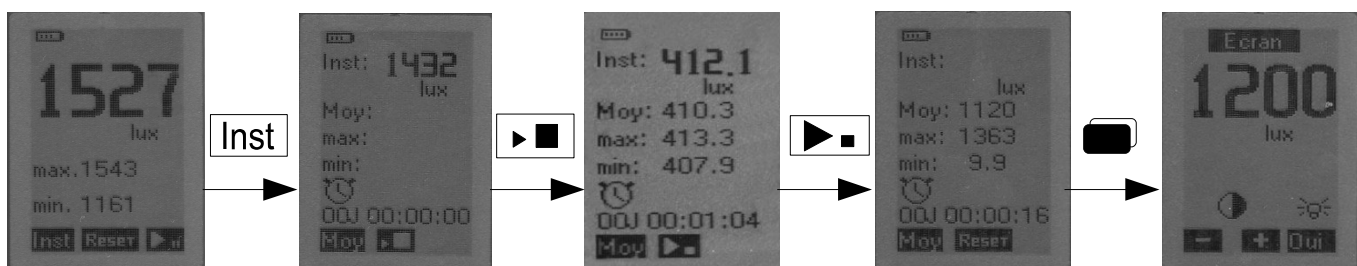 1527
lux
max.1543
min. 1161
Inst Reset
Inst
Inst: 1432
lux
Moy:
max:
min:
00J 00:00:00
Moy
Inst: 412.1
lux
Moy: 410.3
max: 413.3
min: 407.9
00J 00:01:04
Moy
Inst:
lux
Moy: 1120
max: 1363
min: 9.9
00J 00:00:16
Moy Reset
Ecran
1200
lux
- + Oui